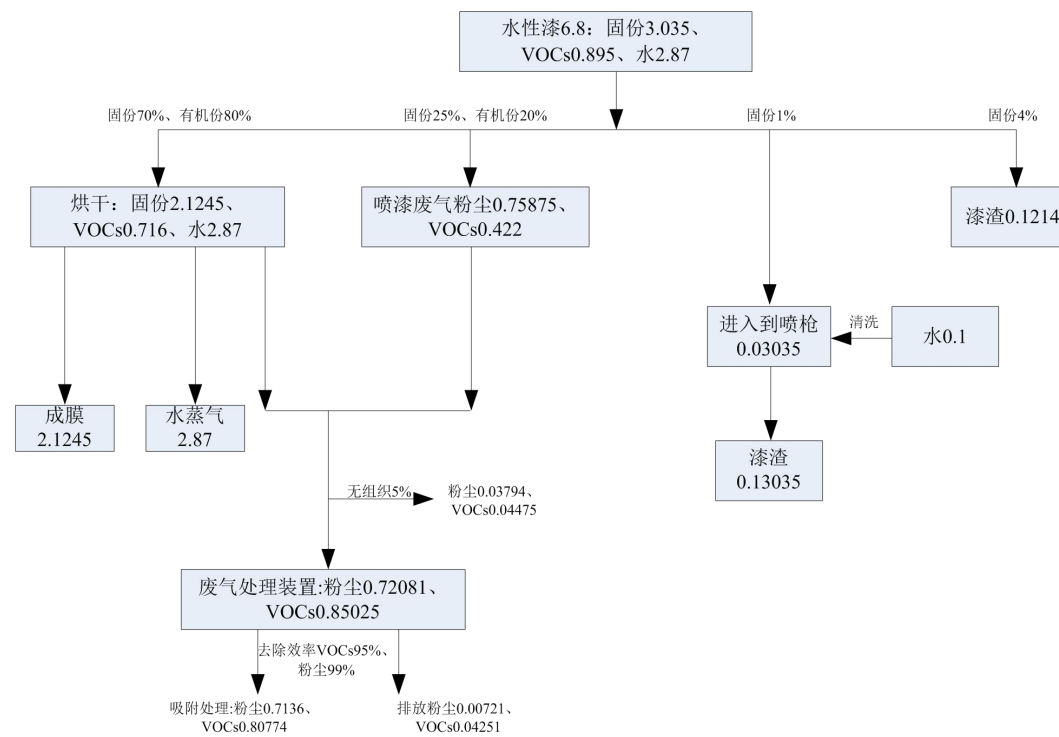 水性漆6.8：固份3.035、
VOCs0.895、水2.87
固份70%、有机份80%
固份25%、有机份20%
固份1%
固份4%
烘干：固份2.1245、
VOCs0.716、水2.87
喷漆废气粉尘0.75875、
VOCs0.422
漆渣0.1214
进入到喷枪
0.03035
清洗
水0.1
成膜
2.1245
水蒸气
2.87
漆渣
0.13035
无组织5%
粉尘0.03794、
VOCs0.04475
废气处理装置:粉尘0.72081、
VOCs0.85025
去除效率VOCs95%、
粉尘99%
吸附处理:粉尘0.7136、
VOCs0.80774
排放粉尘0.00721、
VOCs0.04251